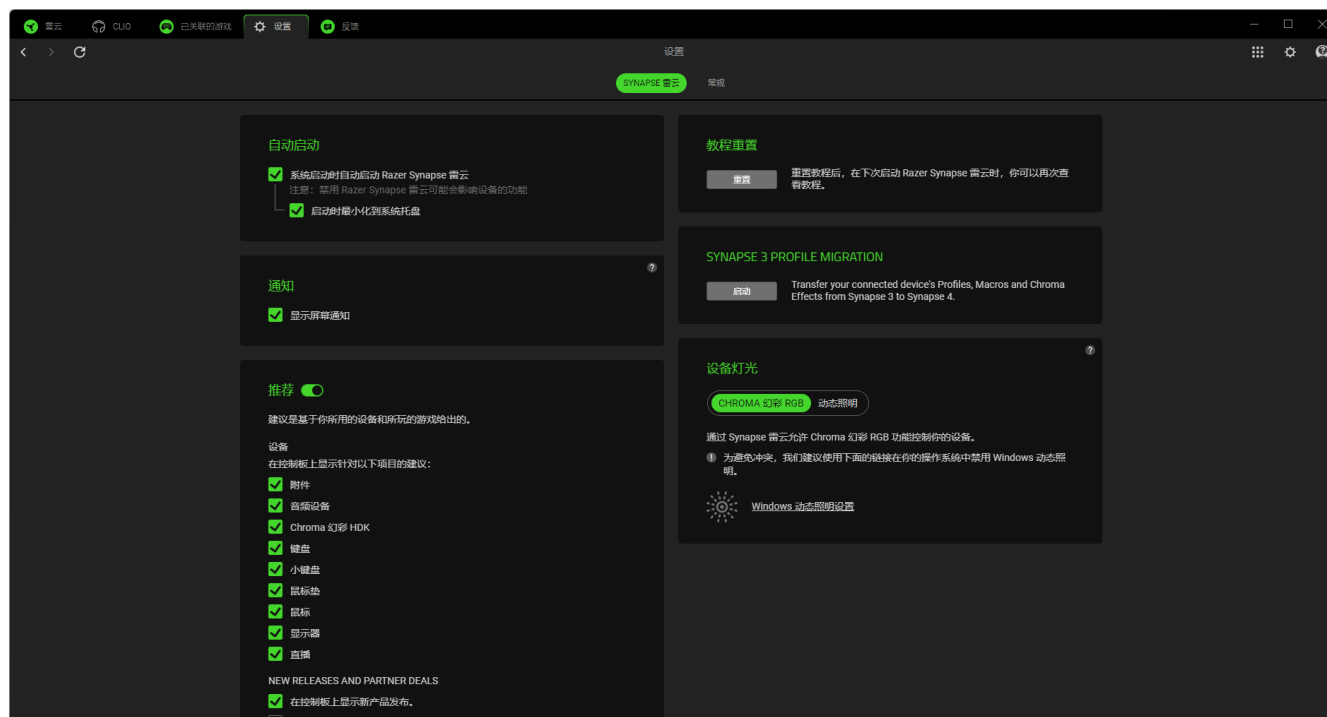 雷云 CLIO 已关联的游戏 设置 反馈
设置
SYNAPSE 雷云 常规
自动启动
系统启动时自动启动 Razer Synapse 雷云
注意：禁用 Razer Synapse 雷云可能会影响设备的功能
启动时最小化到系统托盘
通知
显示屏幕通知
推荐
建议是基于你所用的设备和所玩的游戏给出的。
设备
在控制板上显示针对以下项目的建议：
附件
音频设备
Chroma 幻彩 HDK
键盘
小键盘
鼠标垫
鼠标
显示器
直播
NEW RELEASES AND PARTNER DEALS
在控制板上显示新产品发布。
教程重置
重置
重置教程后，在下次启动 Razer Synapse 雷云时，你可以再次查
看教程。
SYNAPSE 3 PROFILE MIGRATION
启动
Transfer your connected device's Profiles, Macros and Chroma
Effects from Synapse 3 to Synapse 4.
设备灯光
CHROMA 幻彩 RGB 动态照明
通过 Synapse 雷云允许 Chroma 幻彩 RGB 功能控制你的设备。
为避免冲突，我们建议使用下面的链接在你的操作系统中禁用 Windows 动态照
明。
Windows 动态照明设置